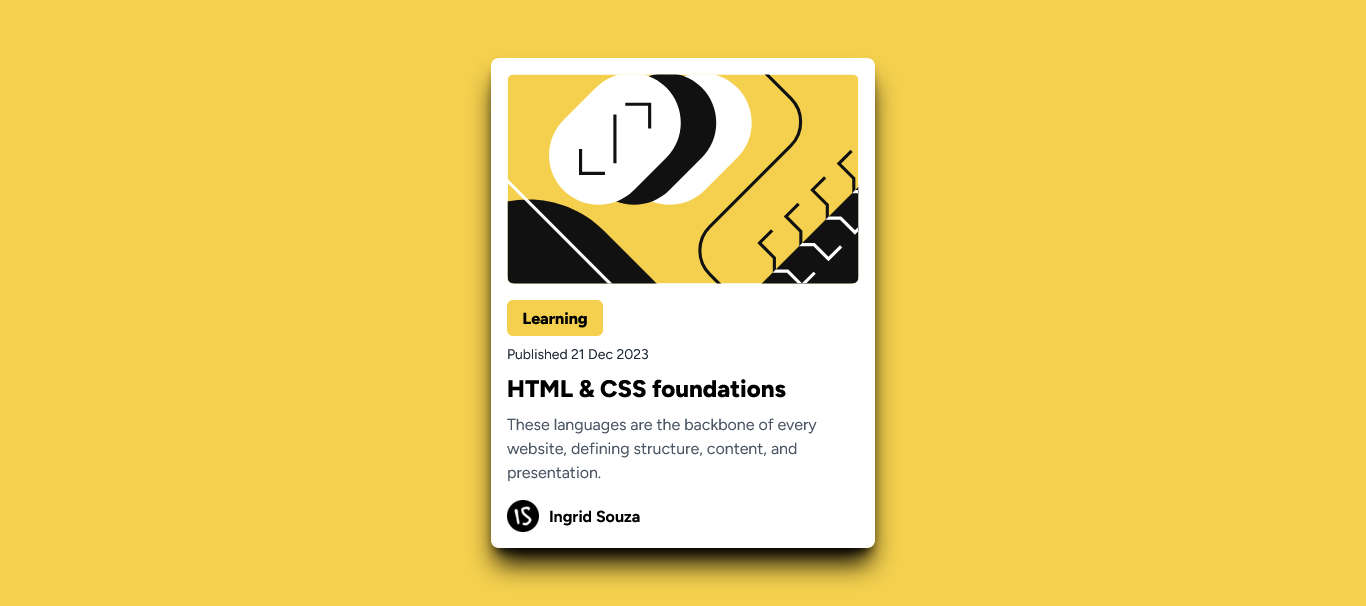 Learning
Published 21 Dec 2023
HTML & CSS foundations
These languages are the backbone of every
website, defining structure, content, and
presentation.
IS
Ingrid Souza